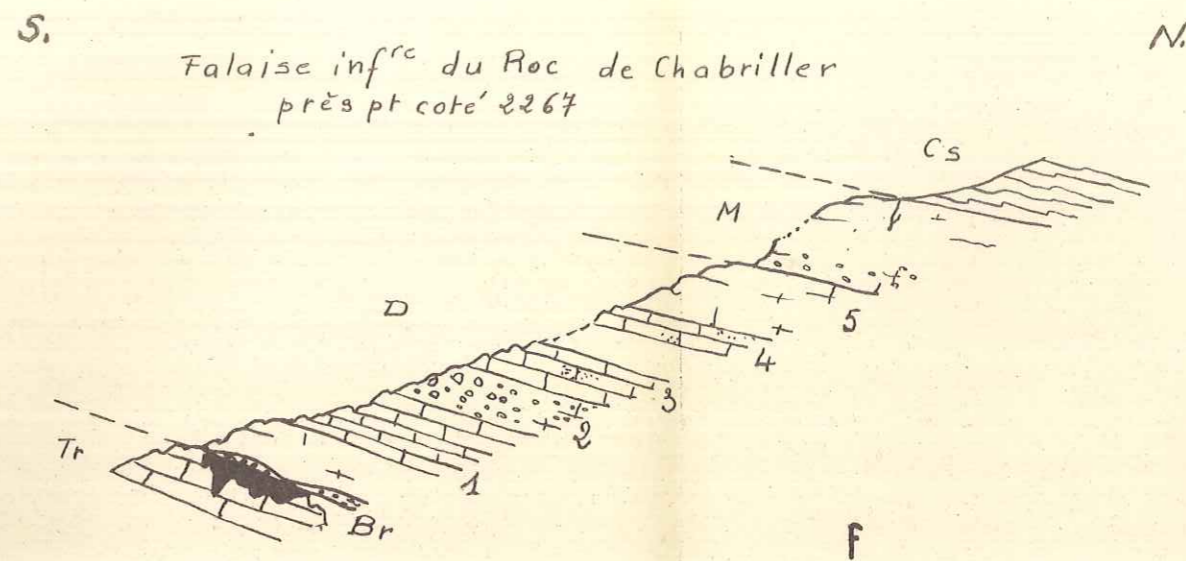 S.
N.
Falaise infre du Roc de Chabriller
près pt coté 2267
Cs
M
D
5
4
3
2
Tr
1
Br
F